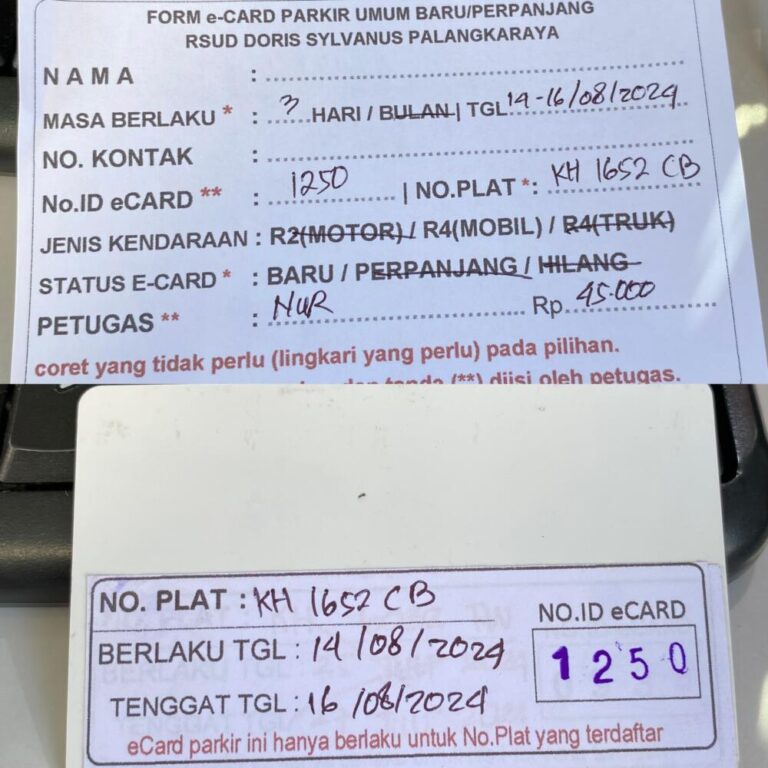 FORM e-CARD PARKIR UMUM BARU/PERPANJANG
RSUD DORIS SYLVANUS PALANGKARAYA
NAMA :
MASA BERLAKU * : 3 HARI / BULAN | TGL 14-16/08/2024
NO. KONTAK :
No.ID eCARD ** : 1250 | NO.PLAT *: KH 1652 CB
JENIS KENDARAAN : R2(MOTOR) / R4(MOBIL) / R4(TRUK)
STATUS E-CARD * : BARU / PERPANJANG / HILANG
PETUGAS ** : NUR Rp. 45.000
coret yang tidak perlu (lingkari yang perlu) pada pilihan.
tanda (**) diisi oleh petugas.
NO. PLAT : KH 1652 CB
BERLAKU TGL : 14/08/2024
TENGGAT TGL : 16/08/2024
NO.ID eCARD
1250
eCard parkir ini hanya berlaku untuk No.Plat yang terdaftar